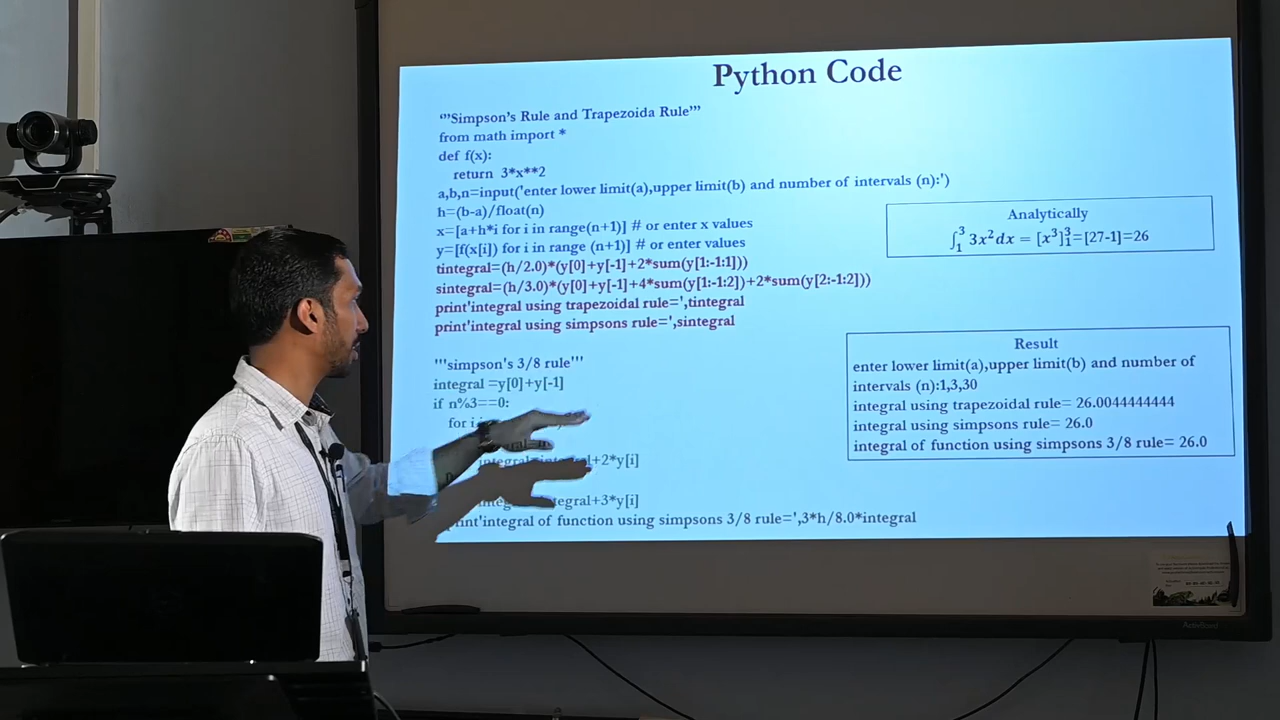 Python Code
'''Simpson's Rule and Trapezoida Rule'''
from math import *
def f(x):
return 3*x**2
a,b,n=input('enter lower limit(a),upper limit(b) and number of intervals (n):')
h=(b-a)/float(n)
x=[a+h*i for i in range(n+1)] # or enter x values
y=[f(x[i]) for i in range (n+1)] # or enter values
tintegral=(h/2.0)*(y[0]+y[-1]+2*sum(y[1:-1:1]))
sintegral=(h/3.0)*(y[0]+y[-1]+4*sum(y[1:-1:2])+2*sum(y[2:-1:2]))
print'integral using trapezoidal rule=',tintegral
print'integral using simpsons rule=',sintegral
'''simpson's 3/8 rule'''
integral =y[0]+y[-1]
if n%3==0:
for i
+2*y[i]
integral+3*y[i]
print'integral of function using simpsons 3/8 rule=',3*h/8.0*integral
Analytically
∫₁³ 3x²dx = [x³]₁³=[27-1]=26
Result
enter lower limit(a),upper limit(b) and number of
intervals (n):1,3,30
integral using trapezoidal rule= 26.0044444444
integral using simpsons rule= 26.0
integral of function using simpsons 3/8 rule= 26.0